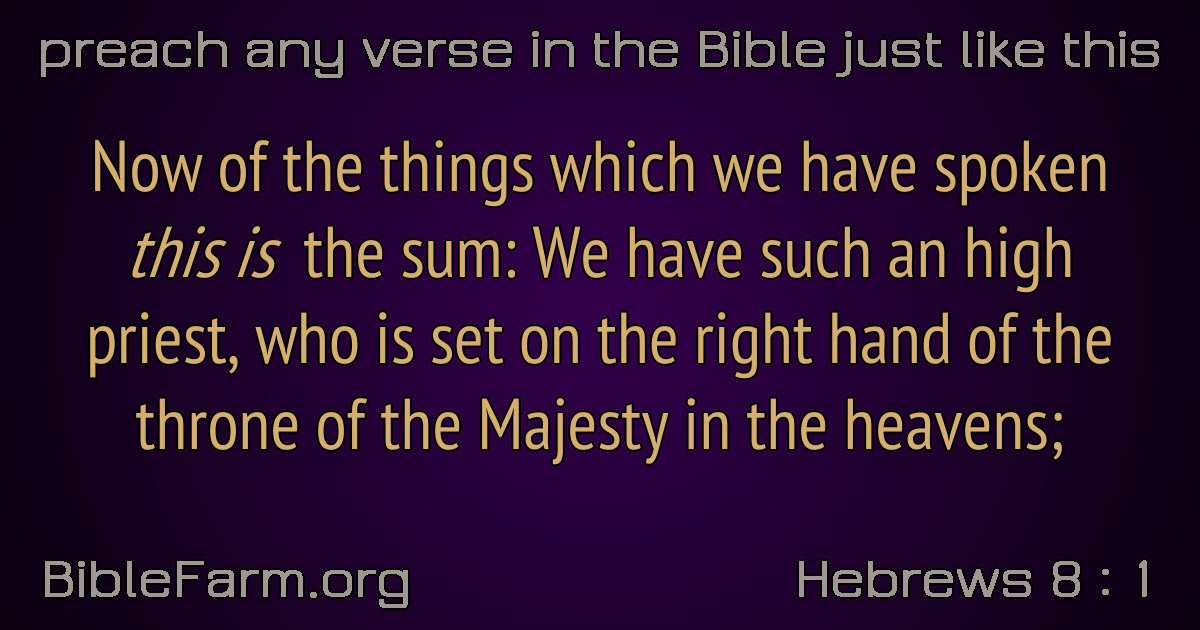 preach any verse in the Bible just like this
Now of the things which we have spoken
this is the sum: We have such an high
priest, who is set on the right hand of the
throne of the Majesty in the heavens;
BibleFarm.org
Hebrews 8 : 1